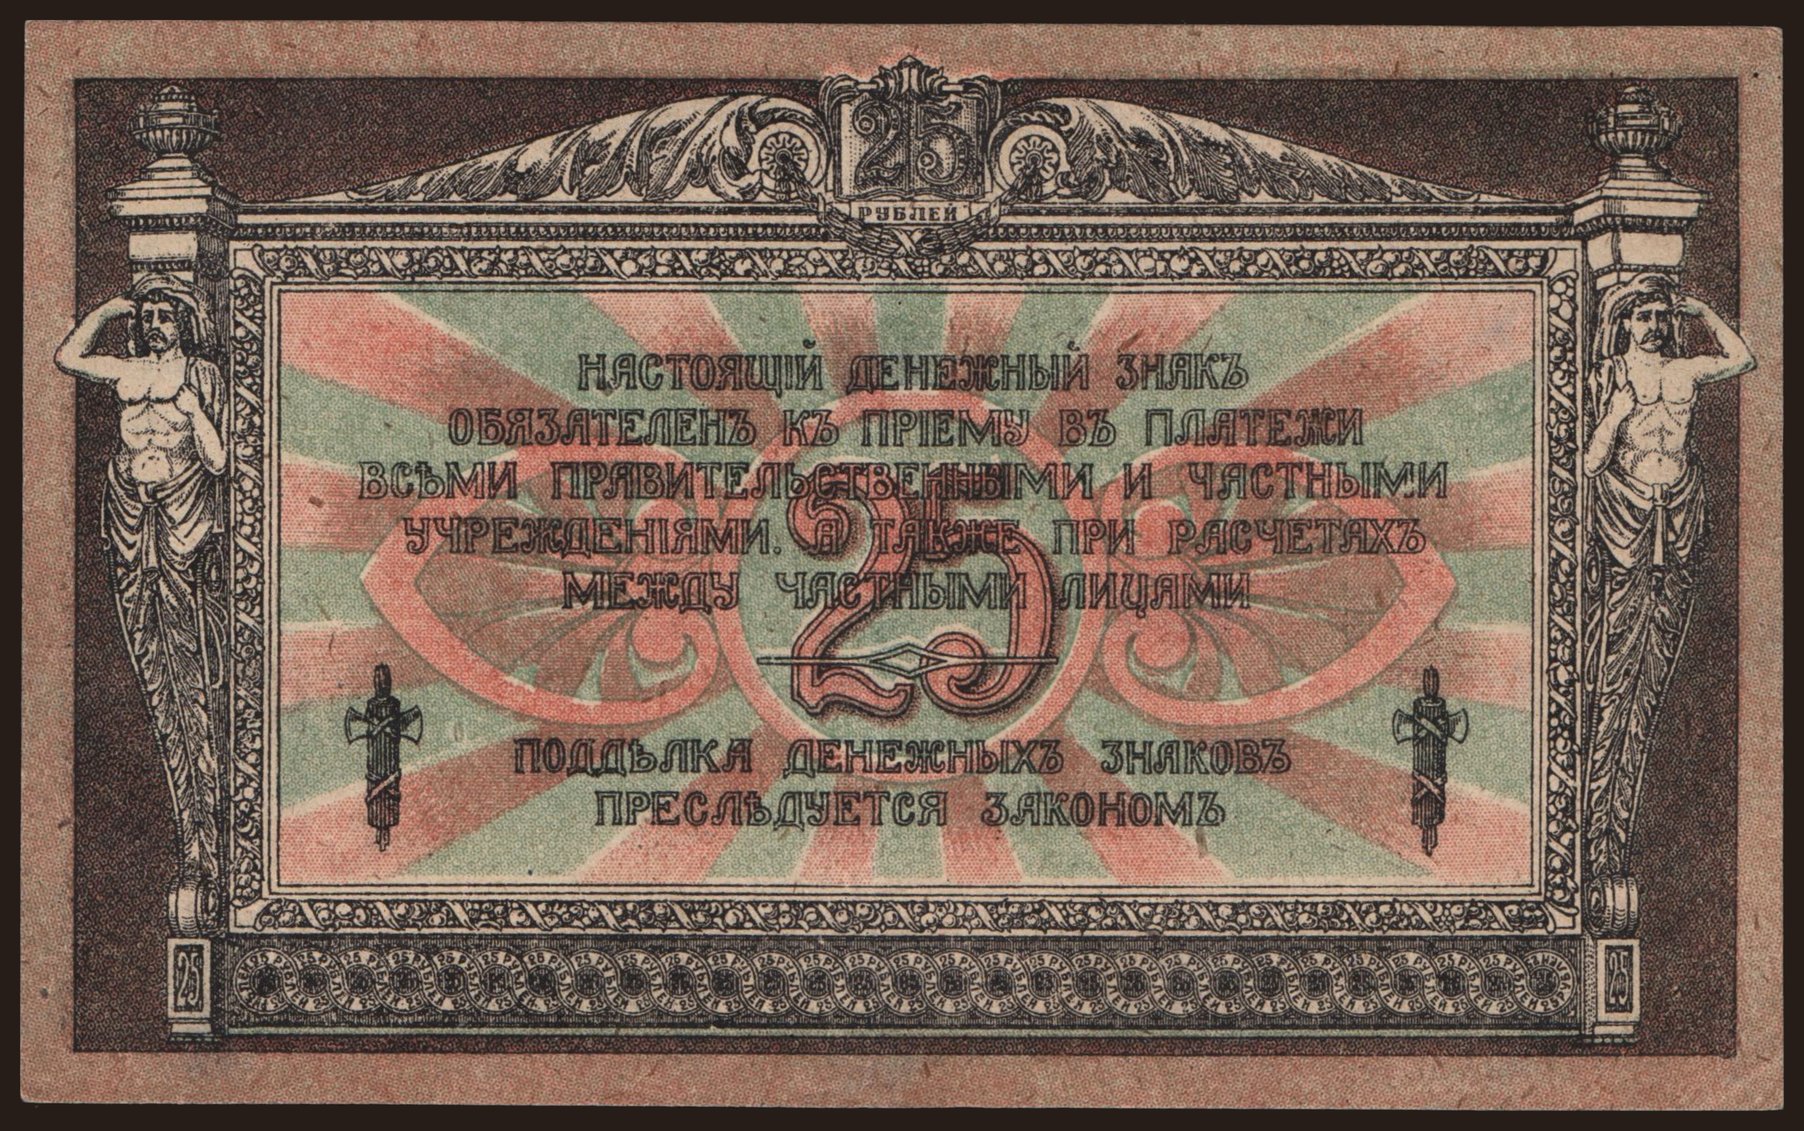 25
РУБЛЕЙ
НАСТОЯЩІЙ ДЕНЕЖНЫЙ ЗНАКЪ
ОБЯЗАТЕЛЕНЪ КЪ ПРІЕМУ ВЪ ПЛАТЕЖИ
ВСѢМИ ПРАВИТЕЛЬСТВЕННЫМИ И ЧАСТНЫМИ
УЧРЕЖДЕНІЯМИ. А ТАКЖЕ ПРИ РАСЧЕТАХЪ
МЕЖДУ ЧАСТНЫМИ ЛИЦАМИ
25
ПОДДѢЛКА ДЕНЕЖНЫХЪ ЗНАКОВЪ
ПРЕСЛѢДУЕТСЯ ЗАКОНОМЪ
25 25